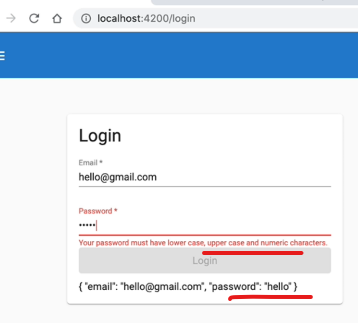 localhost:4200/login
Login
Email *
hello@gmail.com
Password *
•••••
Your password must have lower case, upper case and numeric characters.
Login
{ "email": "hello@gmail.com", "password": "hello" }